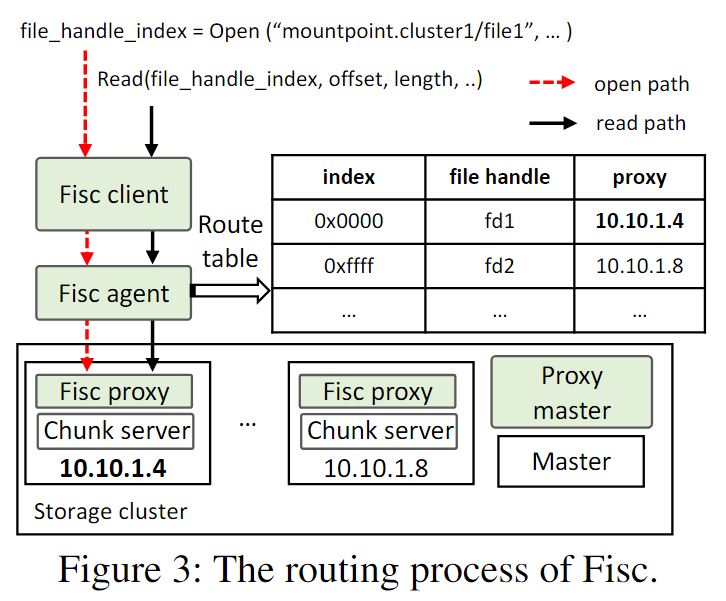 file_handle_index = Open (“mountpoint.cluster1/file1”, … )
Read(file_handle_index, offset, length, ..)
open path
read path
Fisc client
Fisc agent
Route
table
index file handle proxy
0x0000 fd1 10.10.1.4
0xffff fd2 10.10.1.8
… … …
Fisc proxy
Chunk server
10.10.1.4
…
Fisc proxy
Chunk server
10.10.1.8
Proxy
master
Master
Storage cluster
Figure 3: The routing process of Fisc.